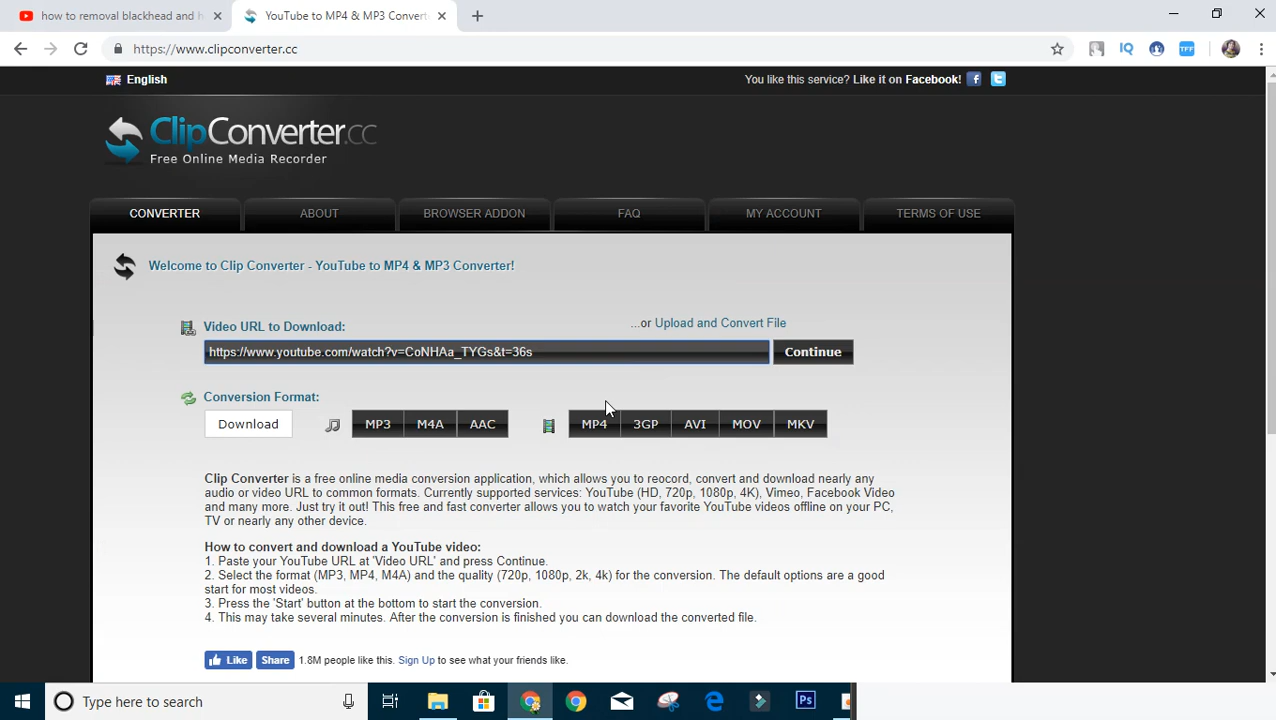 how to removal blackhead and h
YouTube to MP4 & MP3 Convert
https://www.clipconverter.cc
IQ
TFF
English
You like this service? Like it on Facebook!
ClipConverter.cc
Free Online Media Recorder
CONVERTER
ABOUT
BROWSER ADDON
FAQ
MY ACCOUNT
TERMS OF USE
Welcome to Clip Converter - YouTube to MP4 & MP3 Converter!
Video URL to Download:
...or Upload and Convert File
https://www.youtube.com/watch?v=CoNHAa_TYGs&t=36s
Continue
Conversion Format:
Download
MP3
M4A
AAC
MP4
3GP
AVI
MOV
MKV
Clip Converter is a free online media conversion application, which allows you to reocord, convert and download nearly any
audio or video URL to common formats. Currently supported services: YouTube (HD, 720p, 1080p, 4K), Vimeo, Facebook Video
and many more. Just try it out! This free and fast converter allows you to watch your favorite YouTube videos offline on your PC,
TV or nearly any other device.
How to convert and download a YouTube video:
1. Paste your YouTube URL at 'Video URL' and press Continue.
2. Select the format (MP3, MP4, M4A) and the quality (720p, 1080p, 2k, 4k) for the conversion. The default options are a good
start for most videos.
3. Press the 'Start' button at the bottom to start the conversion.
4. This may take several minutes. After the conversion is finished you can download the converted file.
Like
Share
1.8M people like this. Sign Up to see what your friends like.
Type here to search
Ps